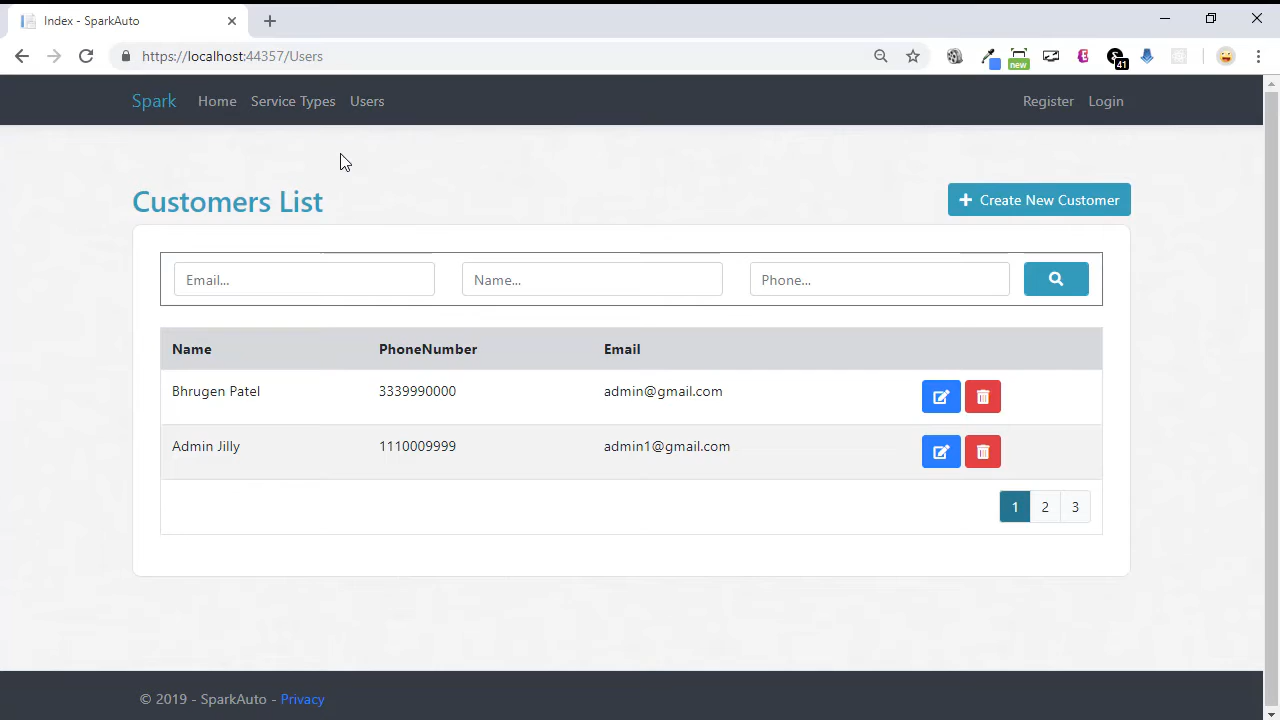 Index - SparkAuto
https://localhost:44357/Users
new
41
Spark Home Service Types Users Register Login
Customers List
Create New Customer
Email... Name... Phone...
Name PhoneNumber Email
Bhrugen Patel 3339990000 admin@gmail.com
Admin Jilly 1110009999 admin1@gmail.com
1 2 3
© 2019 - SparkAuto - Privacy